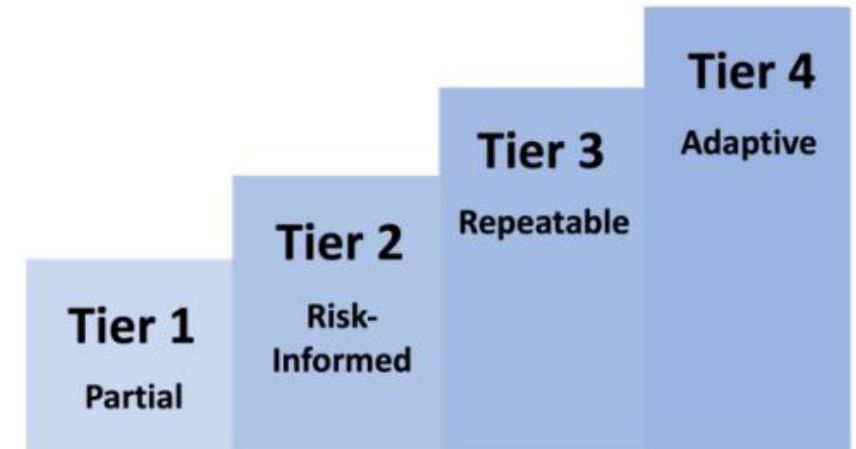 Tier 1
Partial
Tier 2
Risk-
Informed
Tier 3
Repeatable
Tier 4
Adaptive